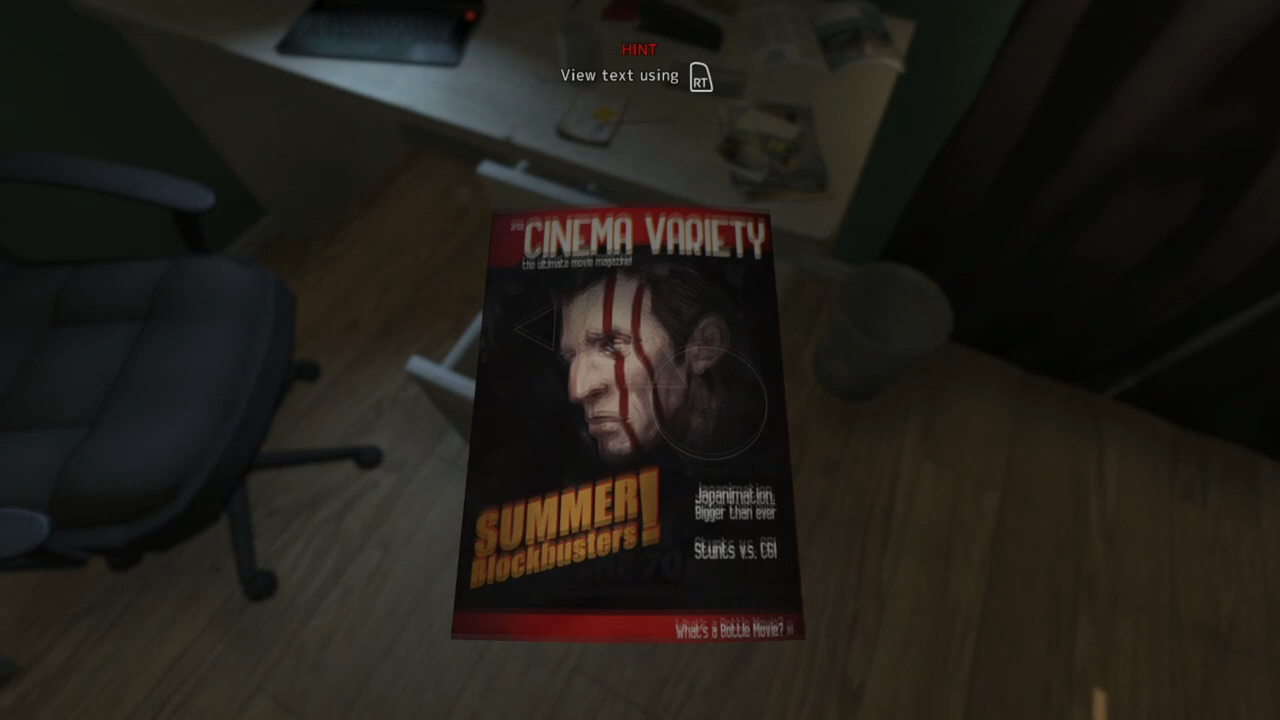 HINT
View text using RT
CINEMA VARIETY
the ultimate movie magazine!
SUMMER!
Blockbusters
Japanimation,
Bigger than ever
Stunts v.s. CGI
What's a Bottle Movie?